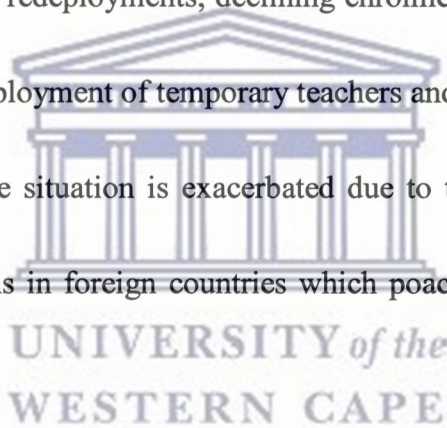 redeployments, declining
ployment of temporary teachers and
e situation is exacerbated due to
s in foreign countries which poac
UNIVERSITY of the
WESTERN CAPE